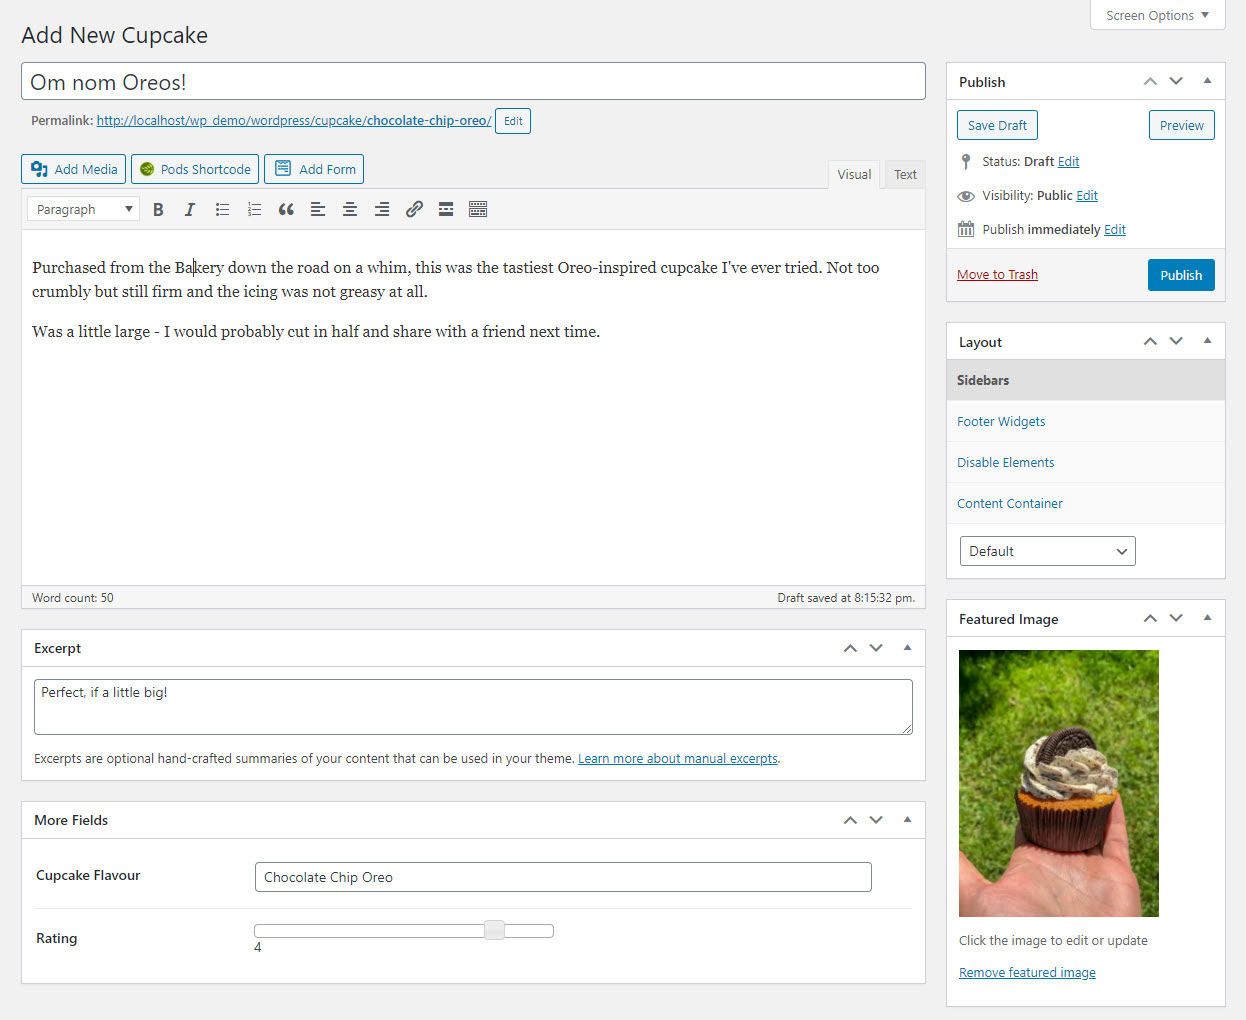 Screen Options
Add New Cupcake
Om nom Oreos!
Permalink: http://localhost/wp_demo/wordpress/cupcake/chocolate-chip-oreo/ Edit
Add Media Pods Shortcode Add Form
Visual Text
Paragraph B I
Purchased from the Bakery down the road on a whim, this was the tastiest Oreo-inspired cupcake I've ever tried. Not too
crumbly but still firm and the icing was not greasy at all.
Was a little large - I would probably cut in half and share with a friend next time.
Word count: 50 Draft saved at 8:15:32 pm.
Excerpt
Perfect, if a little big!
Excerpts are optional hand-crafted summaries of your content that can be used in your theme. Learn more about manual excerpts.
More Fields
Cupcake Flavour Chocolate Chip Oreo
Rating
4
Publish
Save Draft Preview
Status: Draft Edit
Visibility: Public Edit
Publish immediately Edit
Move to Trash Publish
Layout
Sidebars
Footer Widgets
Disable Elements
Content Container
Default
Featured Image
Click the image to edit or update
Remove featured image